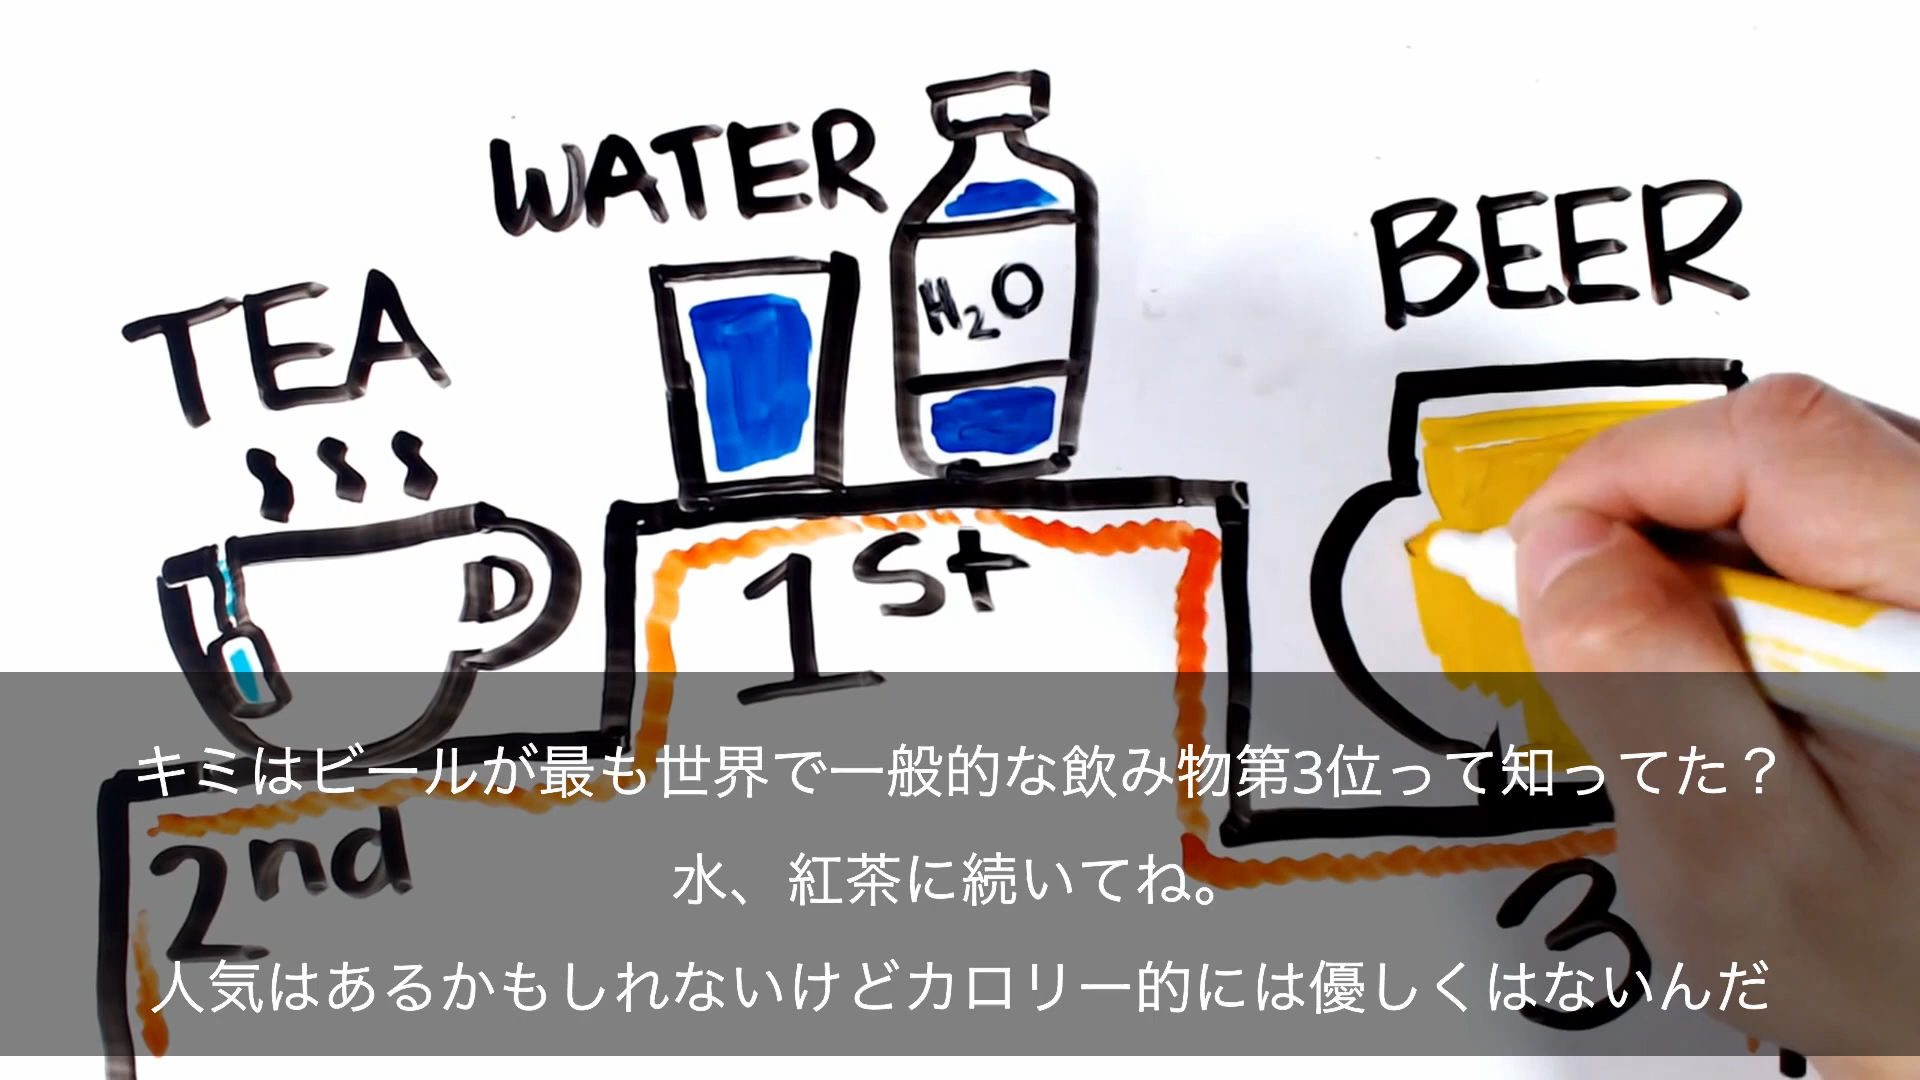 WATER
BEER
TEA
H₂O
D
1st
2nd
3
キミはビールが最も世界で一般的な飲み物第3位って知ってた？
水、紅茶に続いてね。
人気はあるかもしれないけどカロリー的には優しくはないんだ